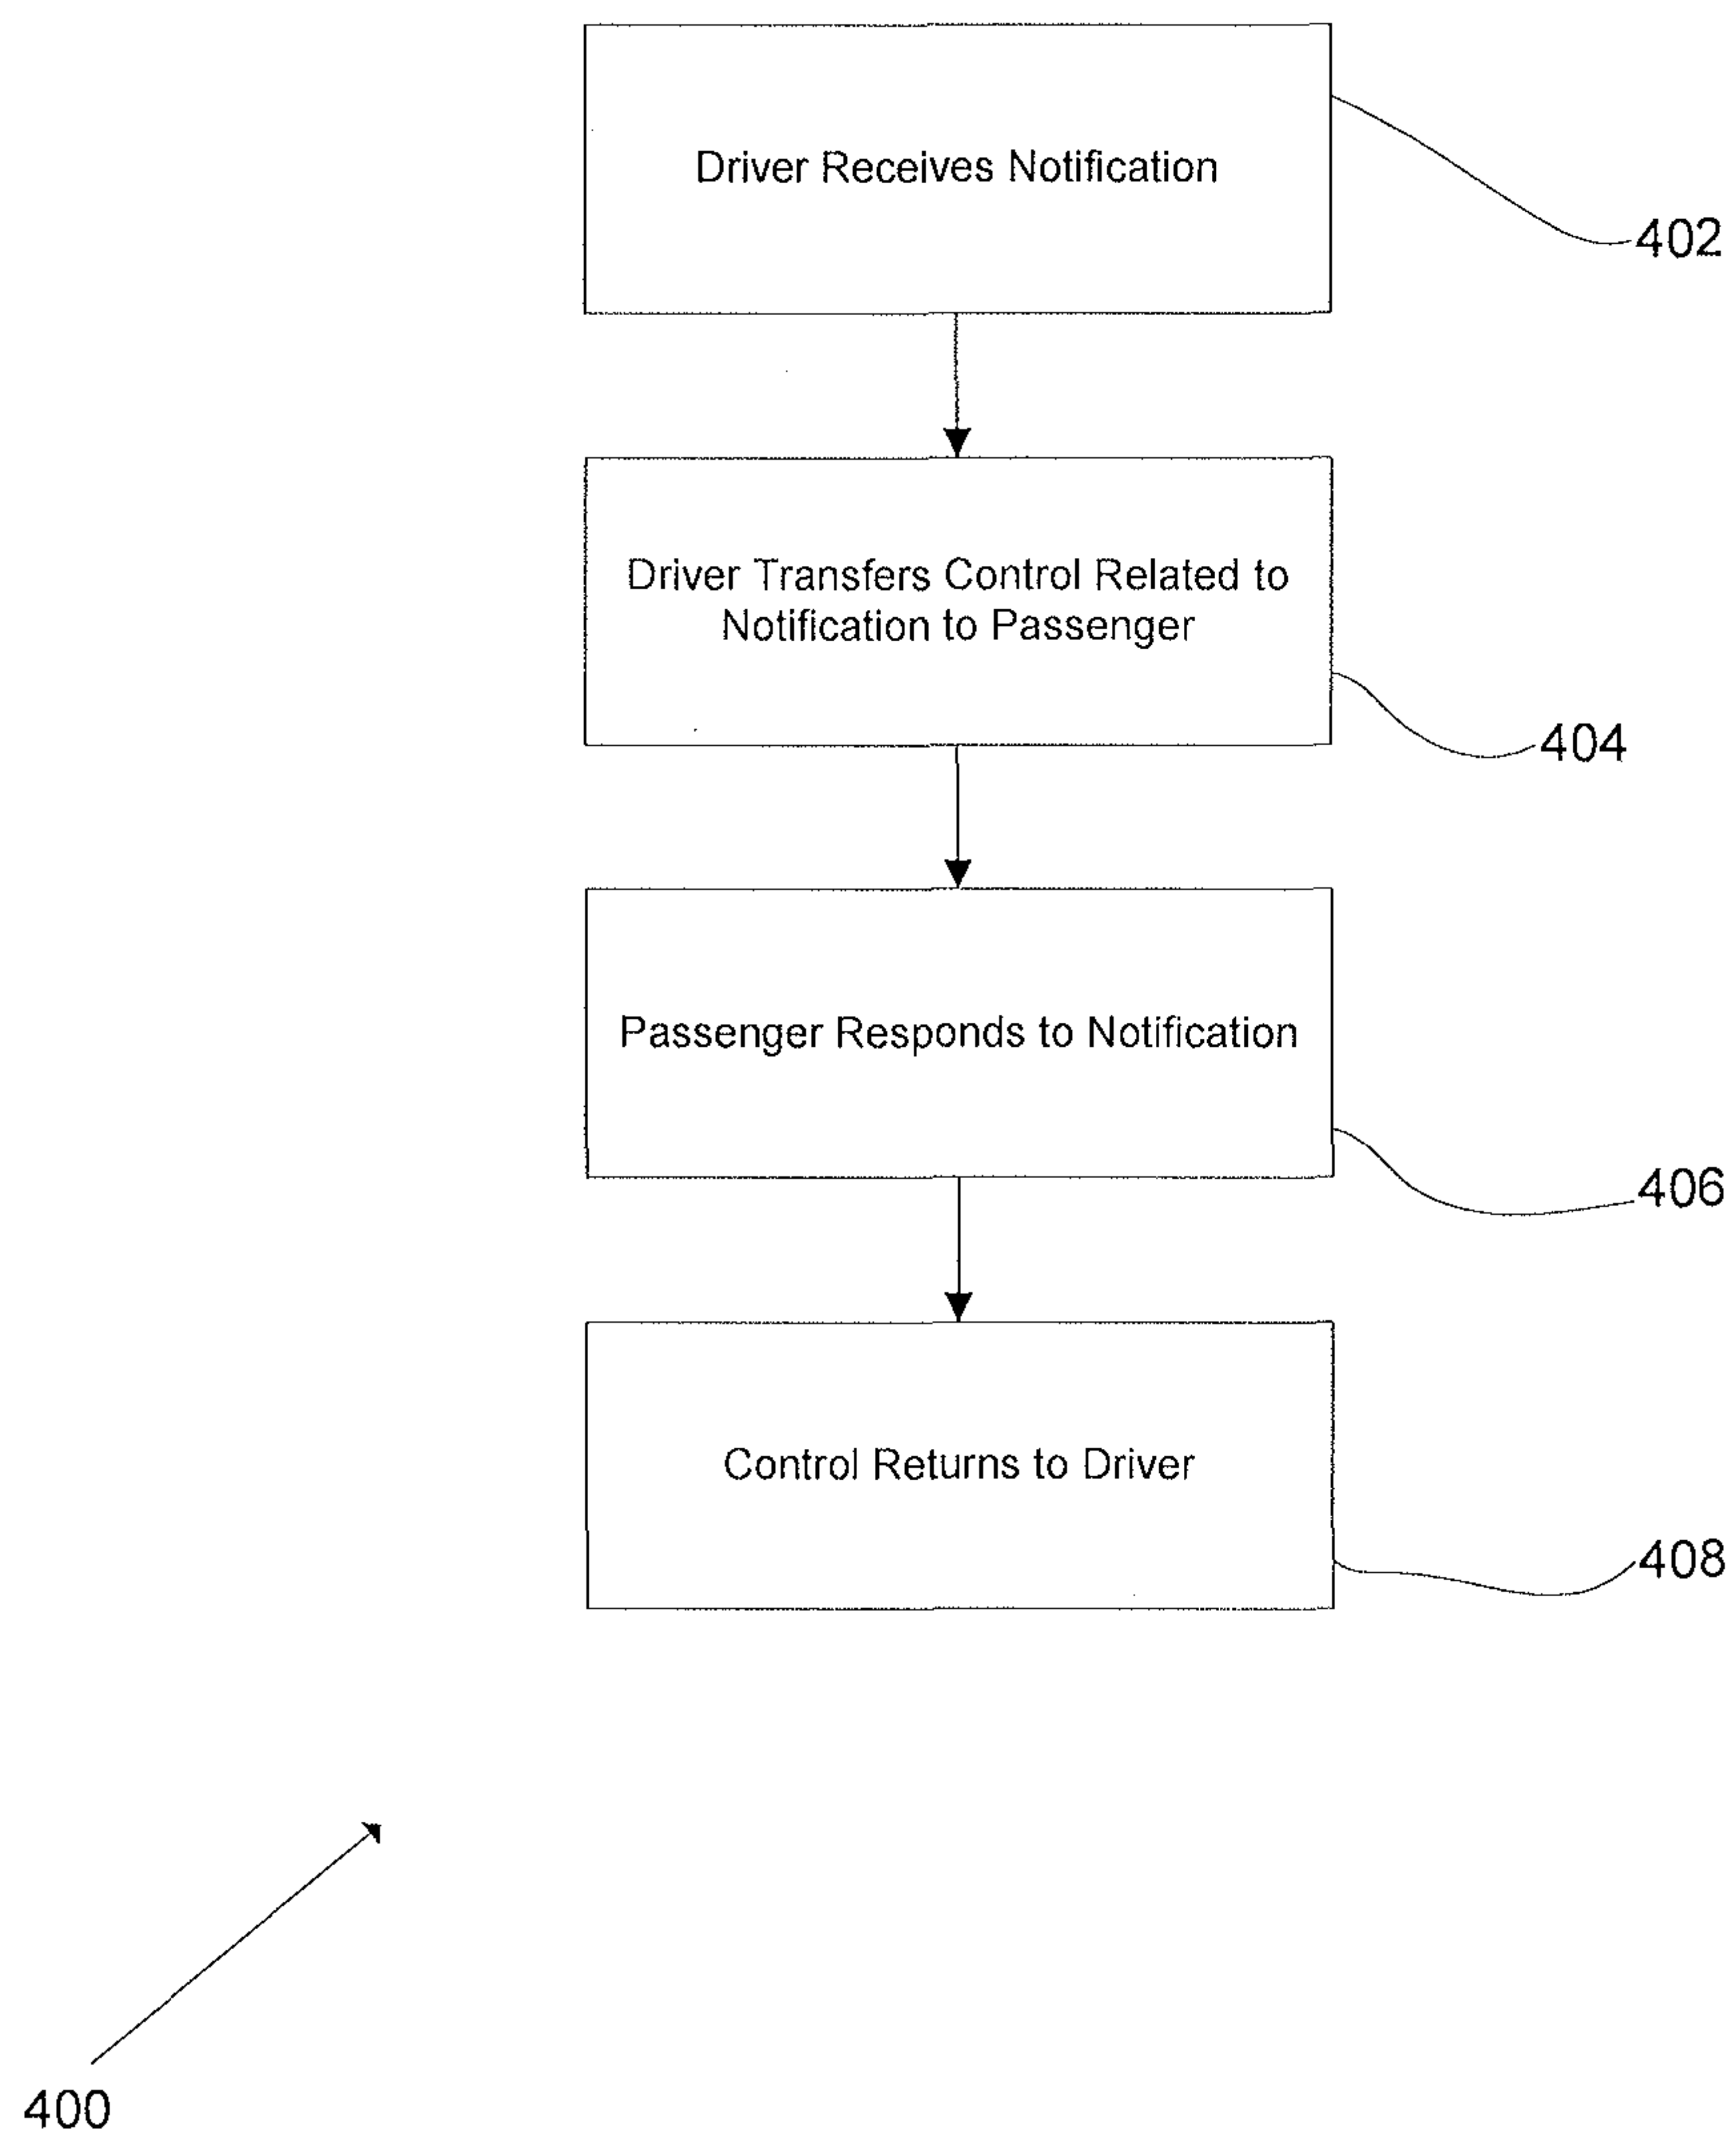 Driver Receives Notification
402
Driver Transfers Control Related to
Notification to Passenger
404
Passenger Responds to Notification
406
Control Returns to Driver
408
400